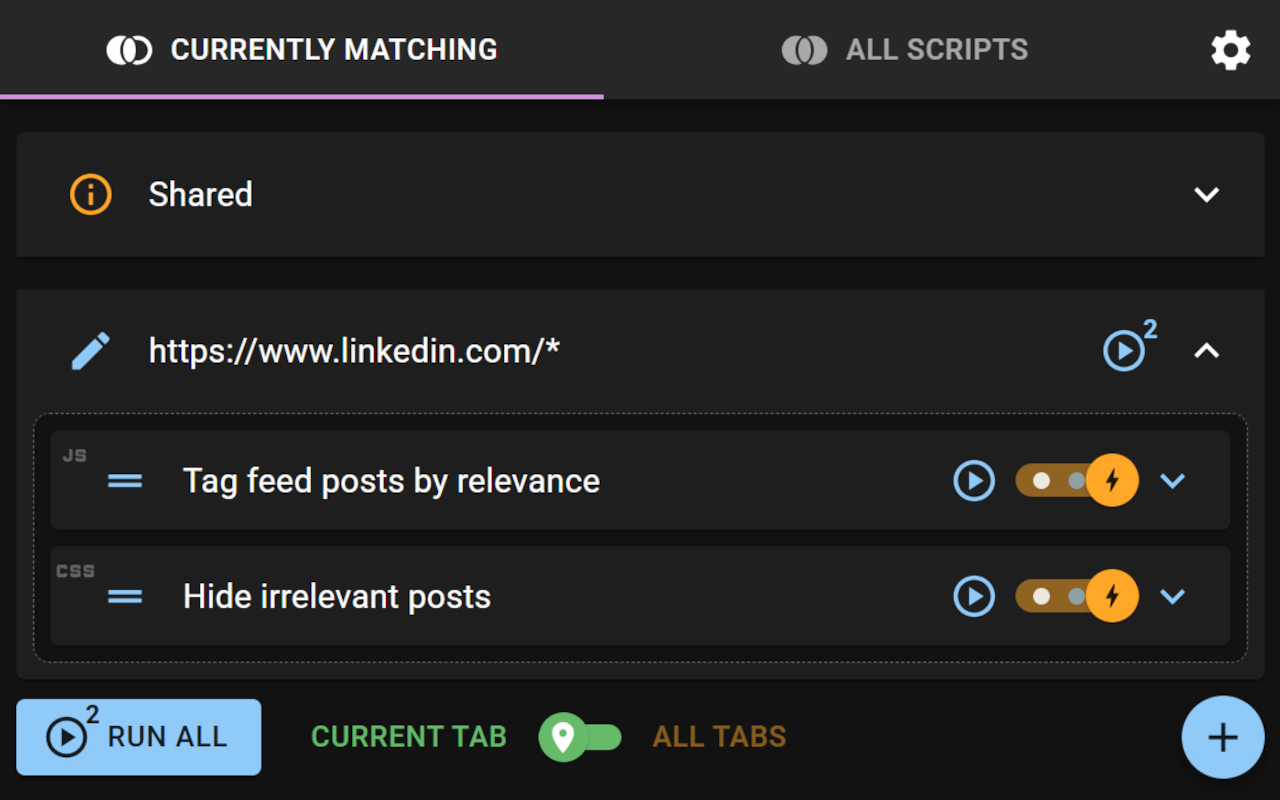 CURRENTLY MATCHING
ALL SCRIPTS
Shared
https://www.linkedin.com/*
2
JS
Tag feed posts by relevance
CSS
Hide irrelevant posts
2
RUN ALL
CURRENT TAB
ALL TABS